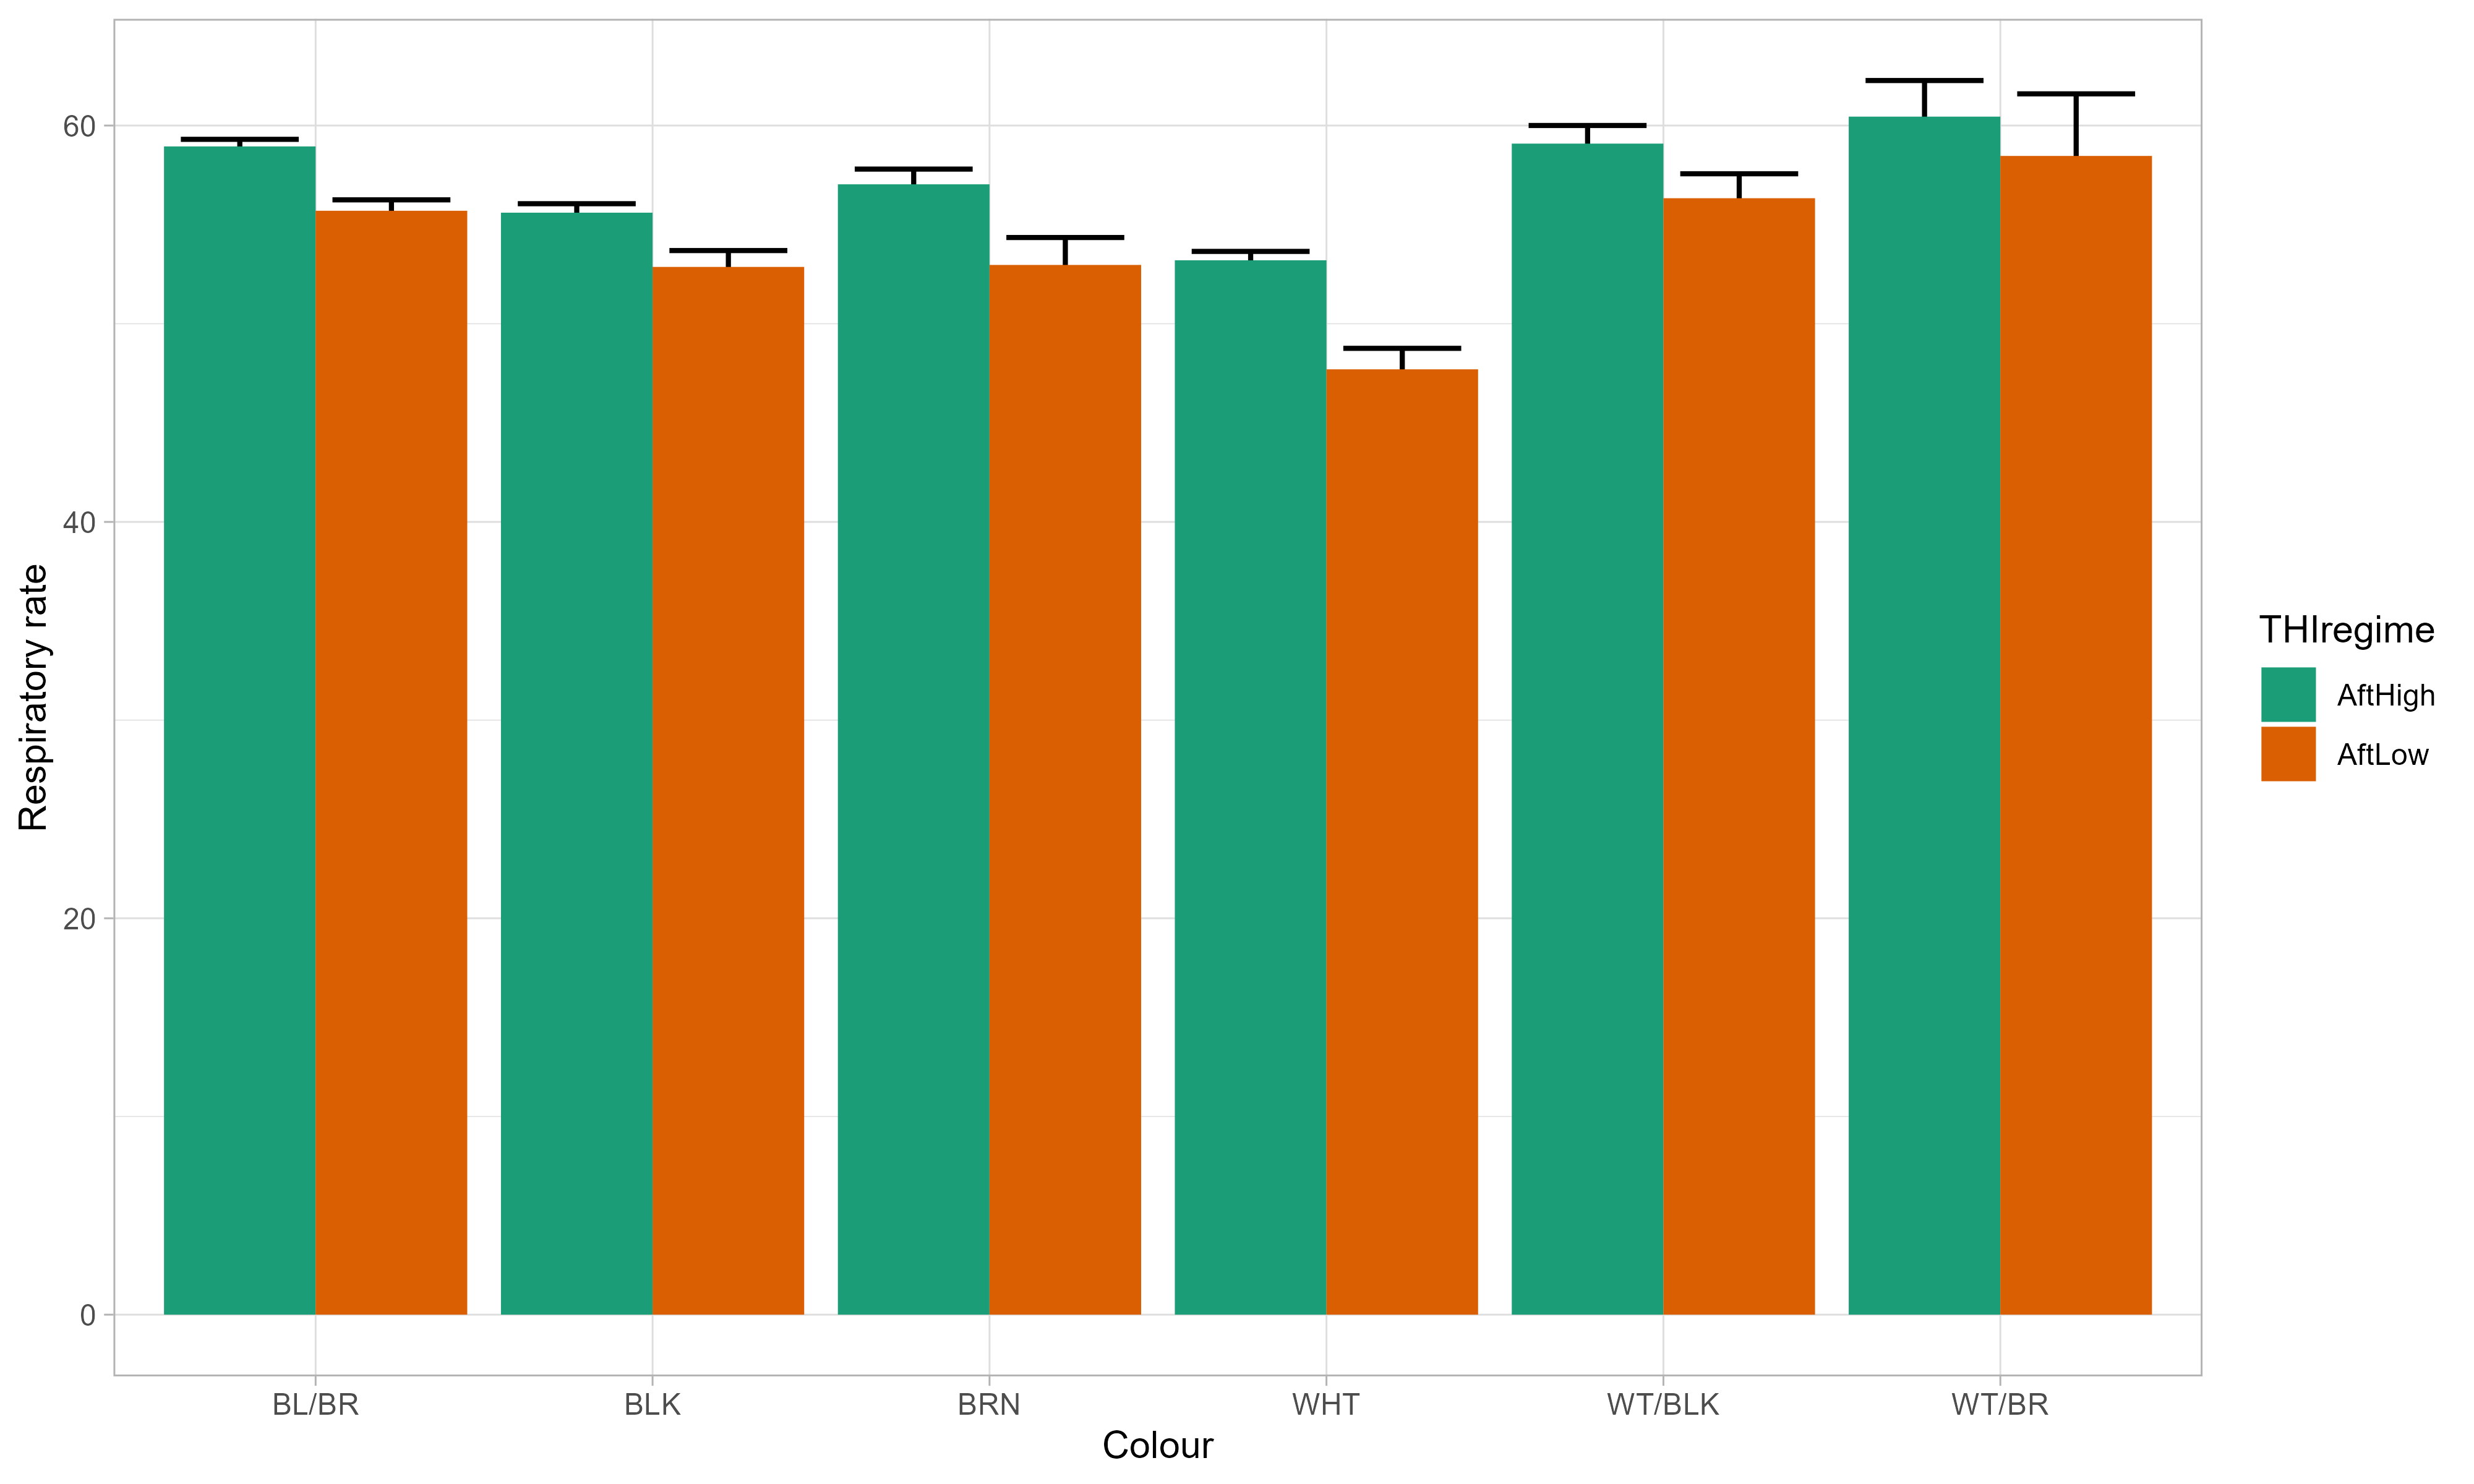 60
40
20
0
Respiratory rate
BL/BR BLK BRN WHT WT/BLK WT/BR
Colour
THIregime
AftHigh
AftLow